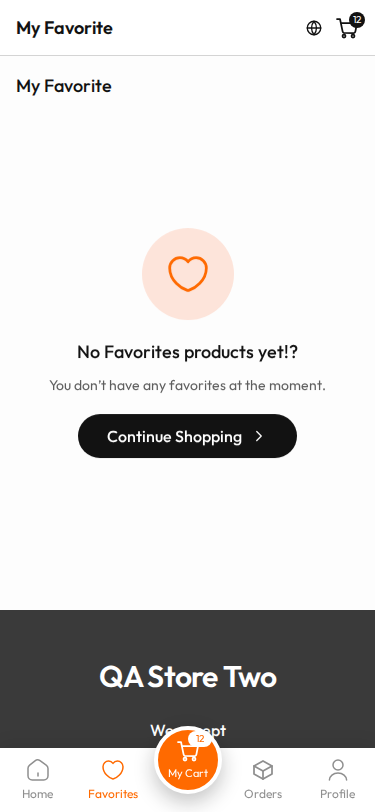 My Favorite
12
My Favorite
No Favorites products yet!?
You don't have any favorites at the moment.
Continue Shopping
QA Store Two
12
My Cart
Home
Favorites
Orders
Profile